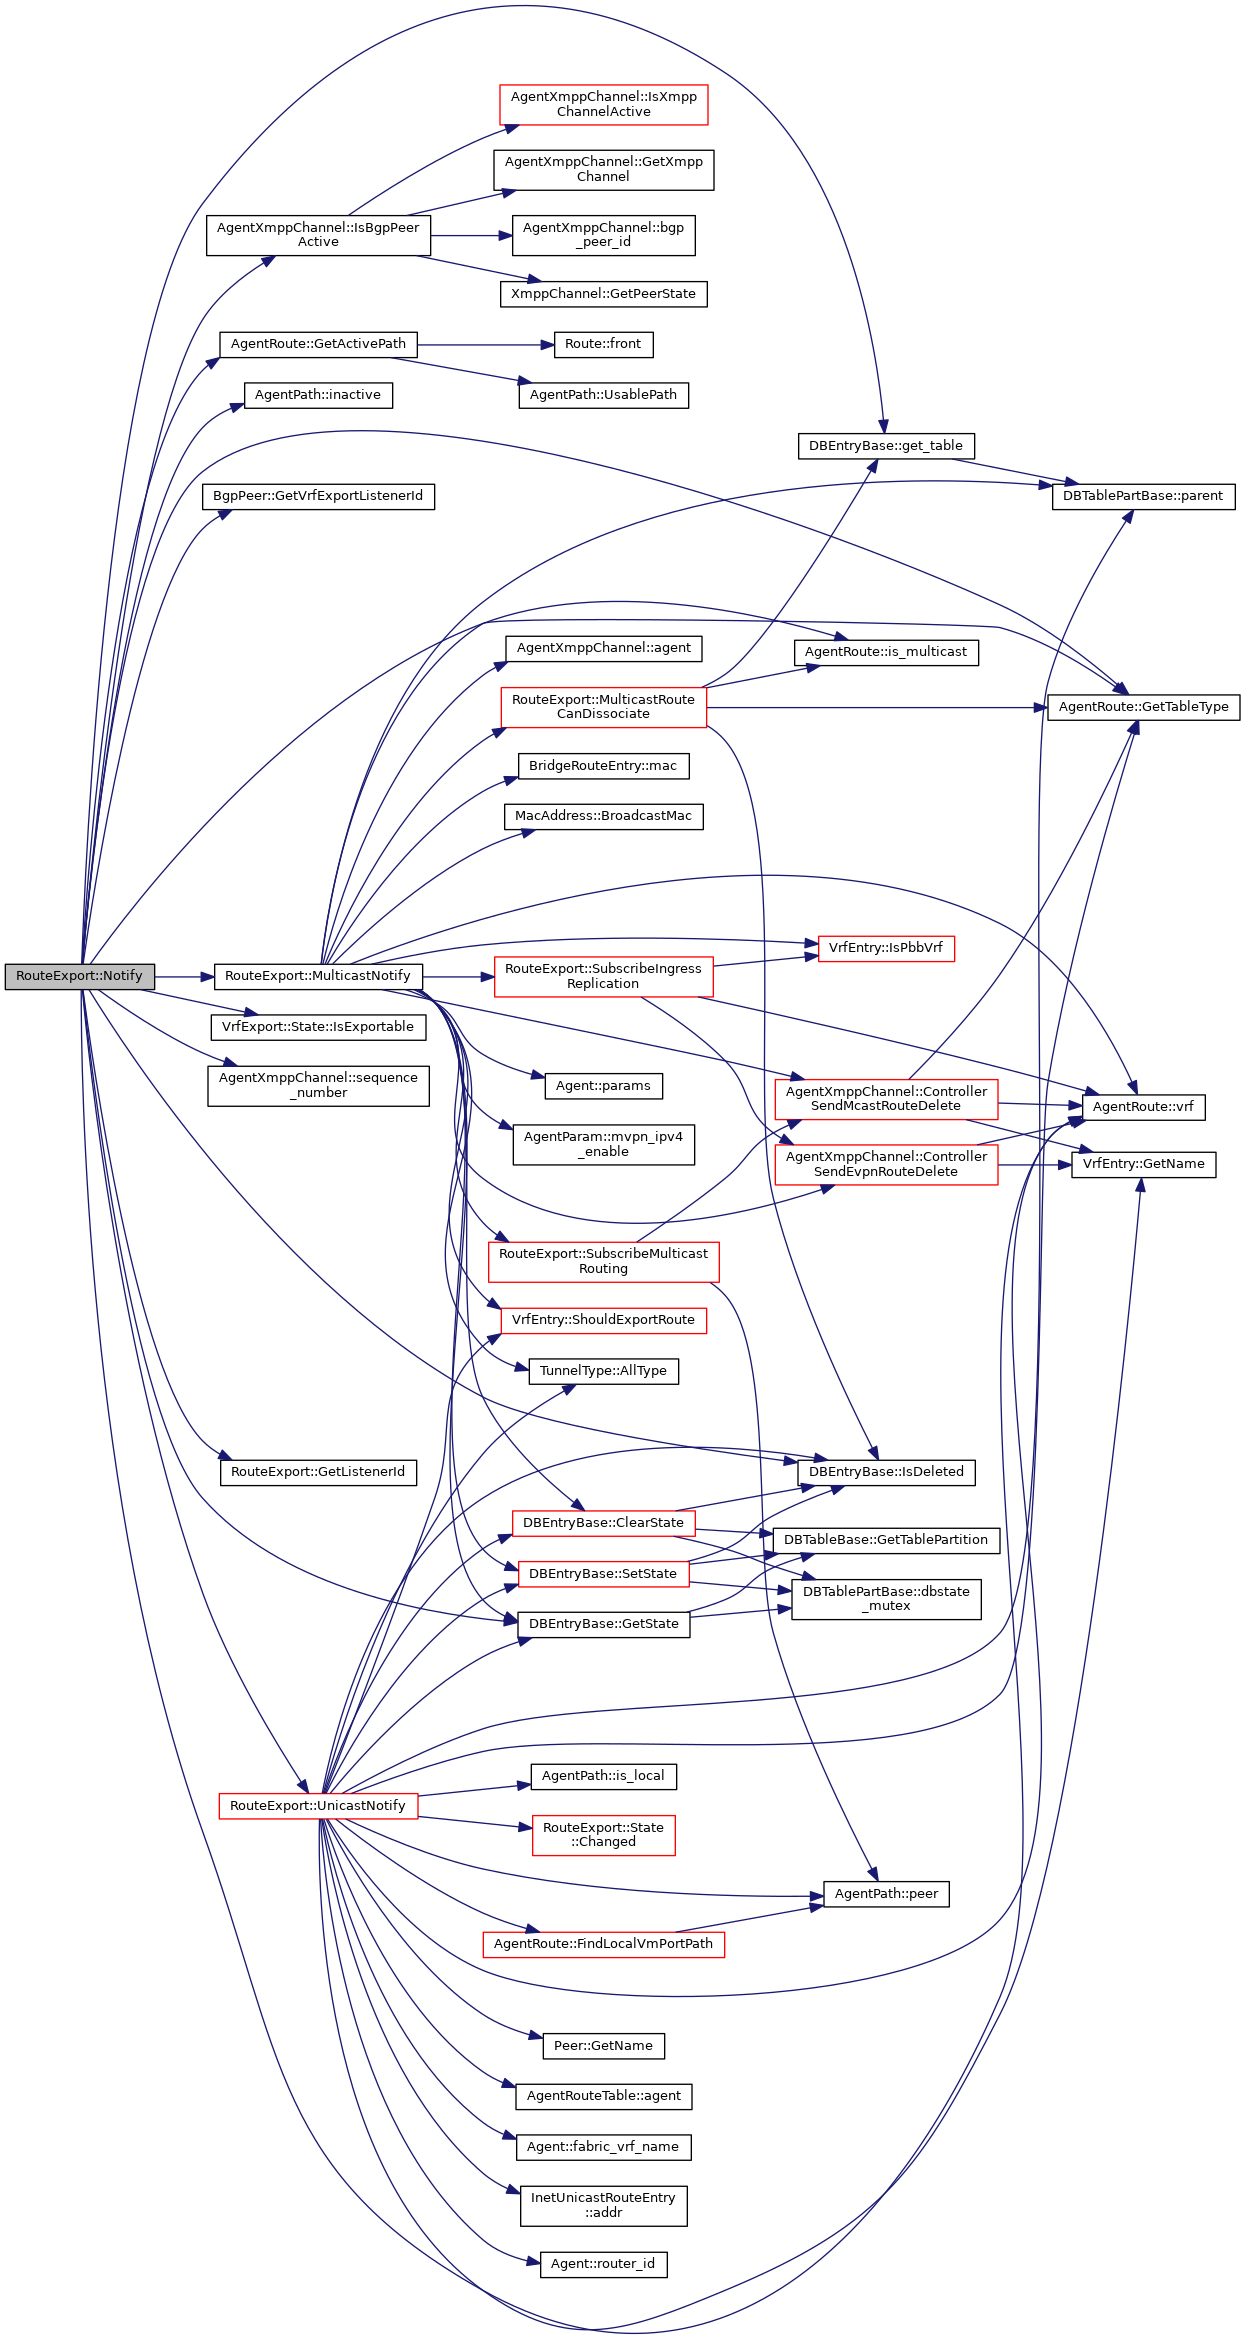 AgentXmppChannel::IsXmpp
ChannelActive
AgentXmppChannel::GetXmpp
Channel
AgentXmppChannel::IsBgpPeer
Active
AgentXmppChannel::bgp
_peer_id
XmppChannel::GetPeerState
AgentRoute::GetActivePath
Route::front
AgentPath::inactive
AgentPath::UsablePath
DBEntryBase::get_table
BgpPeer::GetVrfExportListenerId
DBTablePartBase::parent
AgentXmppChannel::agent
AgentRoute::is_multicast
RouteExport::MulticastRoute
CanDissociate
AgentRoute::GetTableType
BridgeRouteEntry::mac
MacAddress::BroadcastMac
VrfEntry::IsPbbVrf
RouteExport::Notify
RouteExport::MulticastNotify
RouteExport::SubscribeIngress
Replication
VrfExport::State::IsExportable
AgentXmppChannel::sequence
_number
Agent::params
AgentXmppChannel::Controller
SendMcastRouteDelete
AgentRoute::vrf
AgentParam::mvpn_ipv4
_enable
AgentXmppChannel::Controller
SendEvpnRouteDelete
VrfEntry::GetName
RouteExport::SubscribeMulticast
Routing
VrfEntry::ShouldExportRoute
TunnelType::AllType
RouteExport::GetListenerId
DBEntryBase::IsDeleted
DBEntryBase::ClearState
DBTableBase::GetTablePartition
DBEntryBase::SetState
DBTablePartBase::dbstate
_mutex
DBEntryBase::GetState
AgentPath::is_local
RouteExport::UnicastNotify
RouteExport::State
::Changed
AgentPath::peer
AgentRoute::FindLocalVmPortPath
Peer::GetName
AgentRouteTable::agent
Agent::fabric_vrf_name
InetUnicastRouteEntry
::addr
Agent::router_id